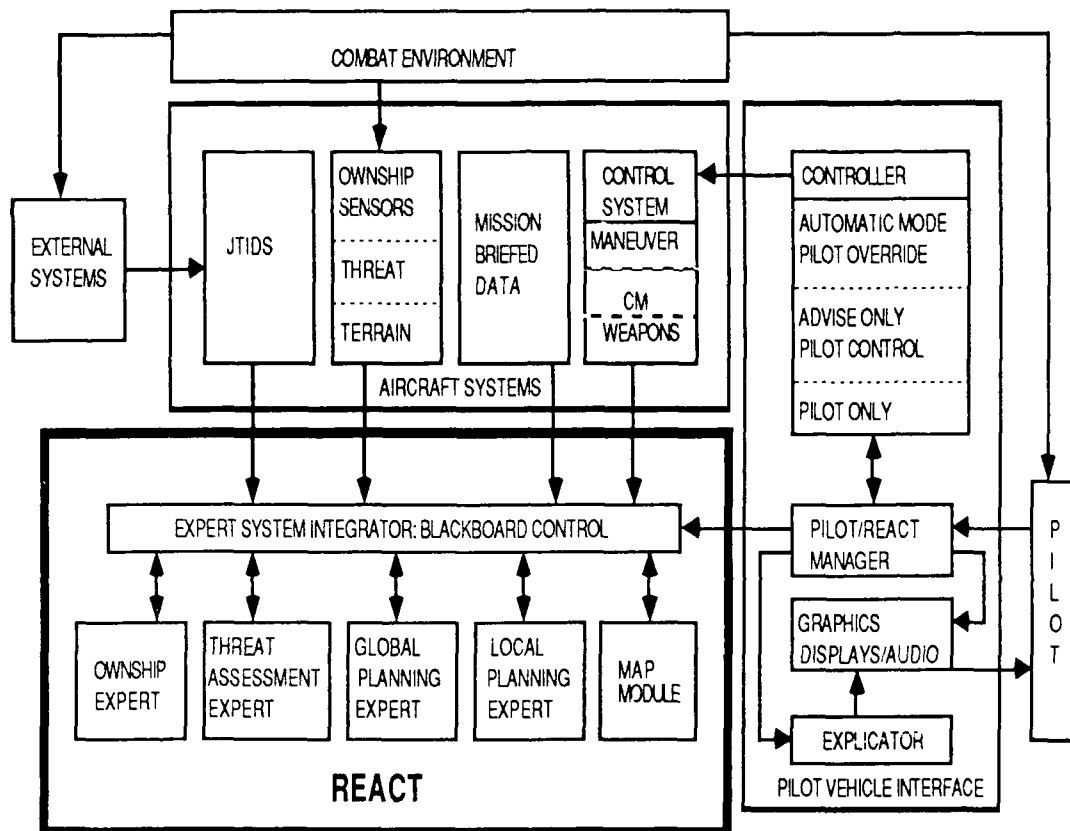 COMBAT ENVIRONMENT
EXTERNAL
SYSTEMS
JTIDS
OWNSHIP
SENSORS
THREAT
TERRAIN
MISSION
BRIEFED
DATA
CONTROL
SYSTEM
MANEUVER
CM
WEAPONS
AIRCRAFT SYSTEMS
CONTROLLER
AUTOMATIC MODE
PILOT OVERRIDE
ADVISE ONLY
PILOT CONTROL
PILOT ONLY
EXPERT SYSTEM INTEGRATOR: BLACKBOARD CONTROL
OWNSHIP
EXPERT
THREAT
ASSESSMENT
EXPERT
GLOBAL
PLANNING
EXPERT
LOCAL
PLANNING
EXPERT
MAP
MODULE
REACT
PILOT/REACT
MANAGER
GRAPHICS
DISPLAYS/AUDIO
EXPLICATOR
PILOT VEHICLE INTERFACE
PILOT